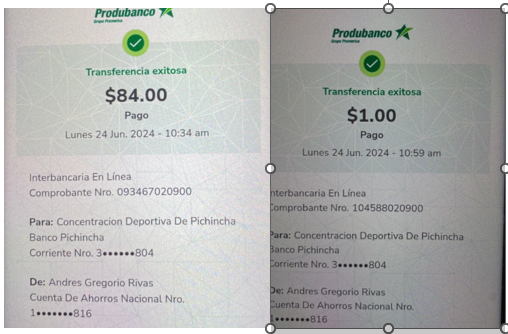 Produbanco
Grupo Promerica
Transferencia exitosa
$84.00
Pago
Lunes 24 Jun. 2024 - 10:34 am
Interbancaria En Línea
Comprobante Nro. 093467020900
Para: Concentracion Deportiva De Pichincha
Banco Pichincha
Corriente Nro. 3••••••804
De: Andres Gregorio Rivas
Cuenta De Ahorros Nacional Nro.
1•••••••816
Produbanco
Grupo Promerica
Transferencia exitosa
$1.00
Pago
Lunes 24 Jun. 2024 - 10:59 am
nterbancaria En Línea
Comprobante Nro. 104588020900
Para: Concentracion Deportiva De Pichincha
Banco Pichincha
Corriente Nro. 3••••••804
De: Andres Gregorio Rivas
Cuenta De Ahorros Nacional Nro.
1•••••••816